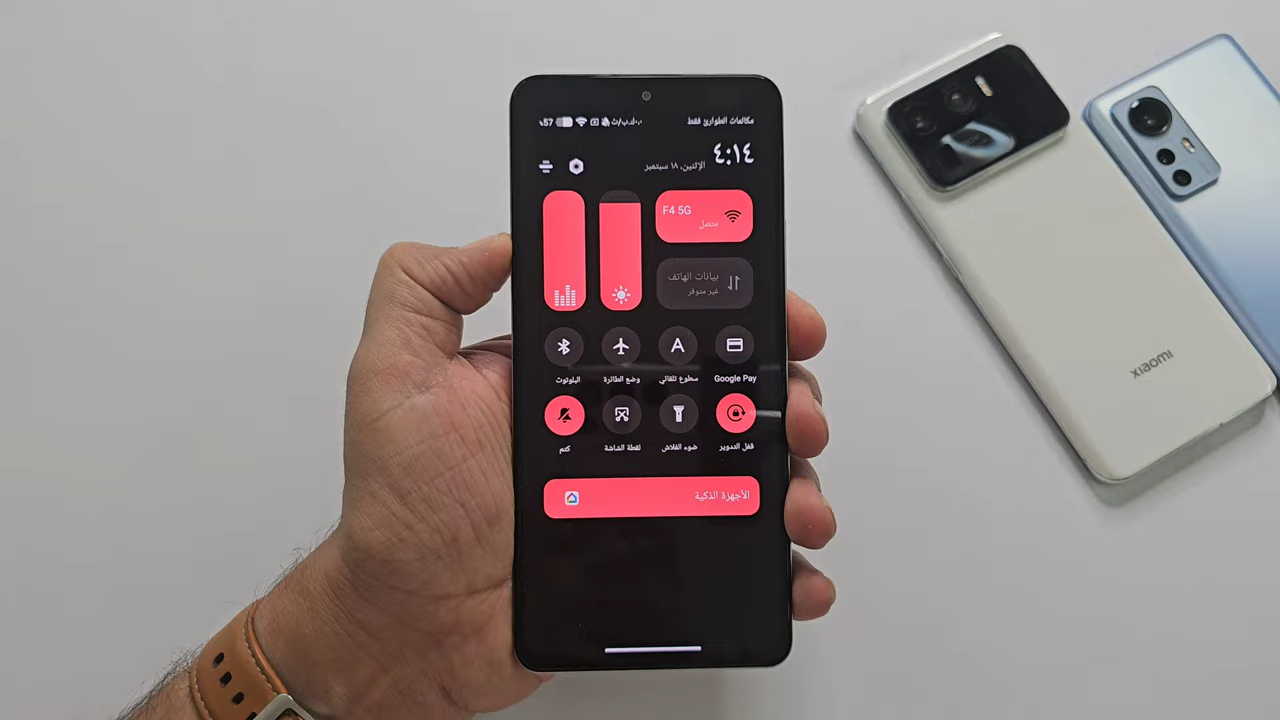 مكالمات الطوارئ فقط
57
٤:١٤
الإثنين، ١٨ سبتمبر
F4 5G
متصل
بيانات الهاتف
غير متوفر
Google Pay
سطوع تلقائي
وضع الطائرة
البلوتوث
قفل التدوير
ضوء الفلاش
لقطة الشاشة
كتم
الأجهزة الذكية
xiaomi